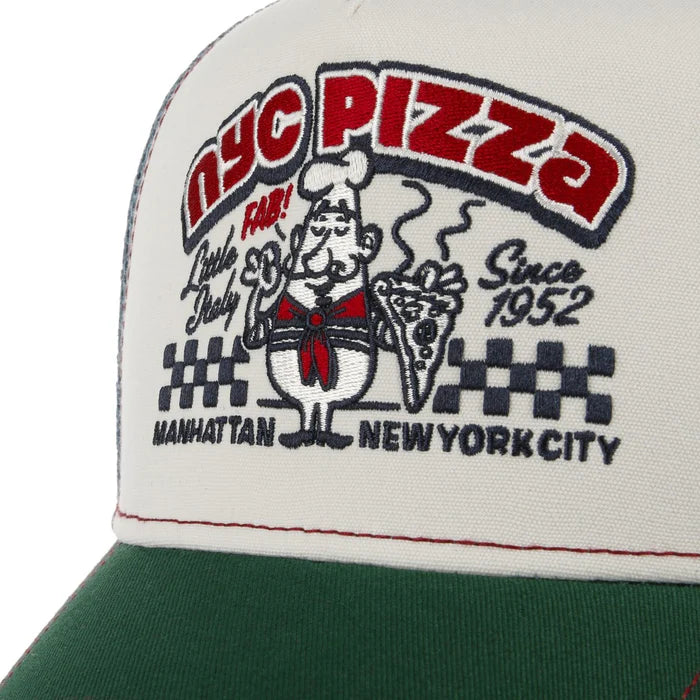 NYC PIZZA
FAB!
Little
Italy
Since
1952
MANHATTAN NEW YORK CITY